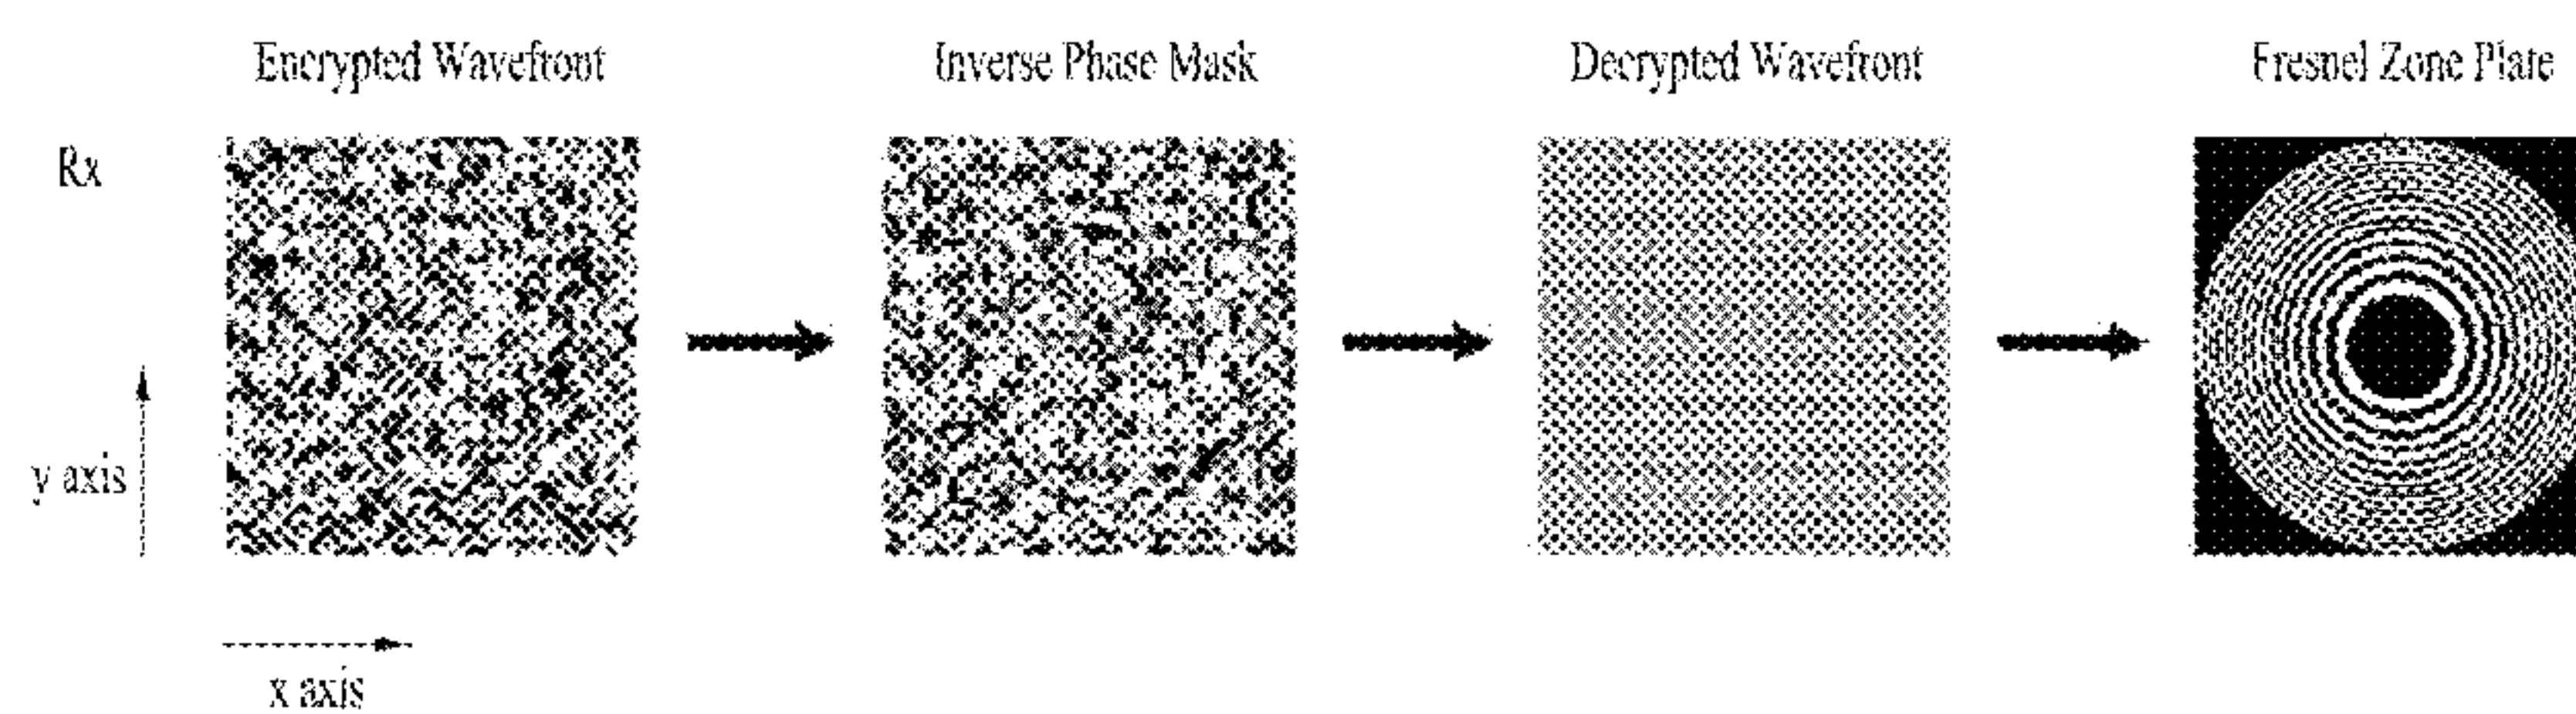 Encrypted Wavefront
Inverse Phase Mask
Decrypted Wavefront
Fresnel Zone Plate
Rx
y axis
x axis